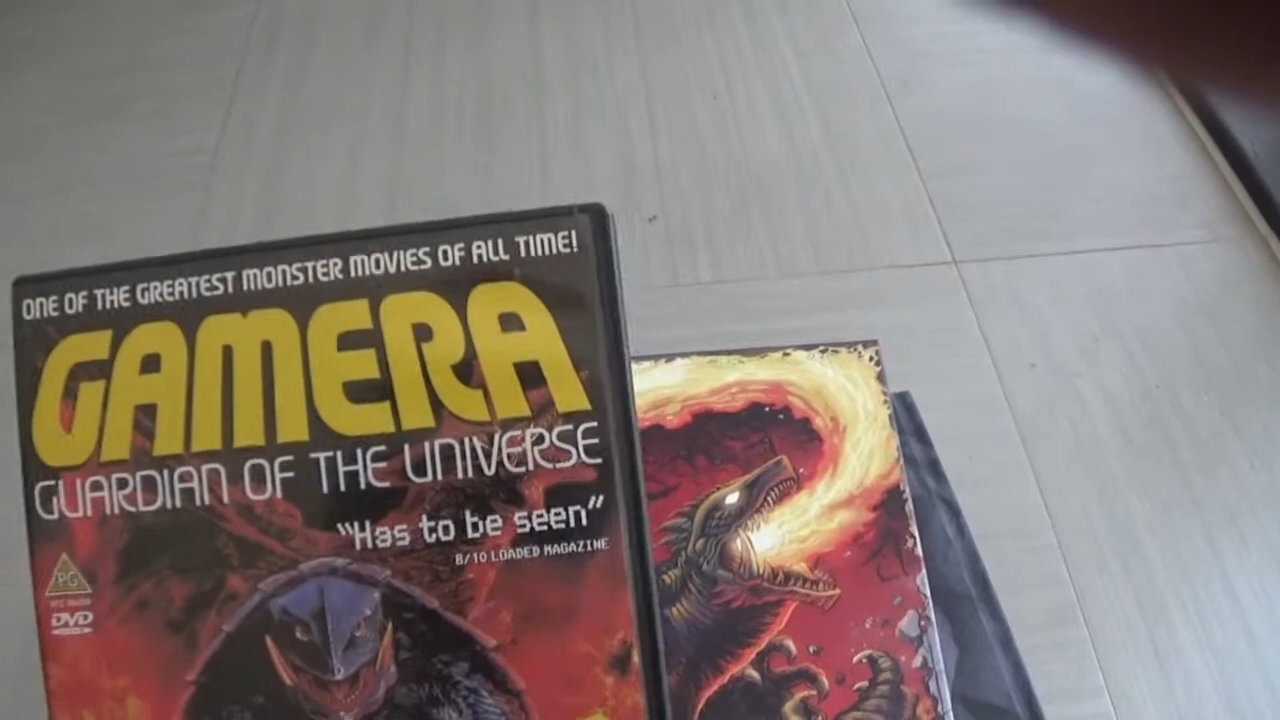 ONE OF THE GREATEST MONSTER MOVIES OF ALL TIME!
GAMERA
GUARDIAN OF THE UNIVERSE
"Has to be seen"
8/10 LOADED MAGAZINE
PG
DVD